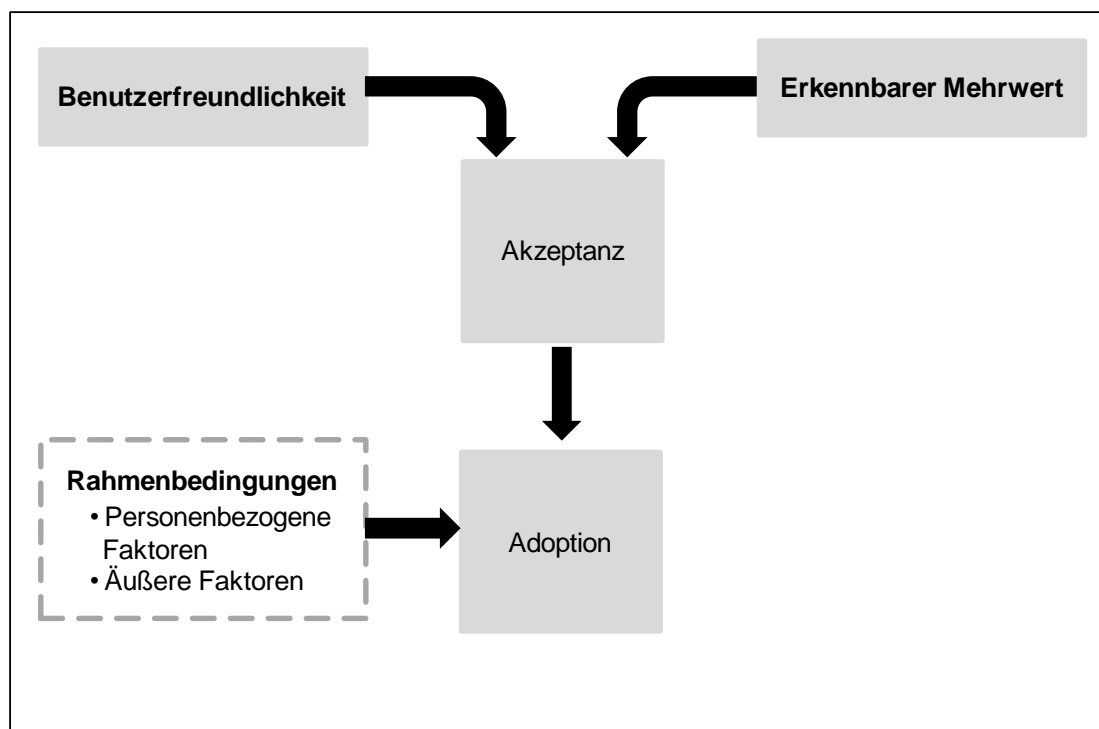 Benutzerfreundlichkeit
Erkennbarer Mehrwert
Akzeptanz
Rahmenbedingungen
• Personenbezogene
Faktoren
• Äußere Faktoren
Adoption